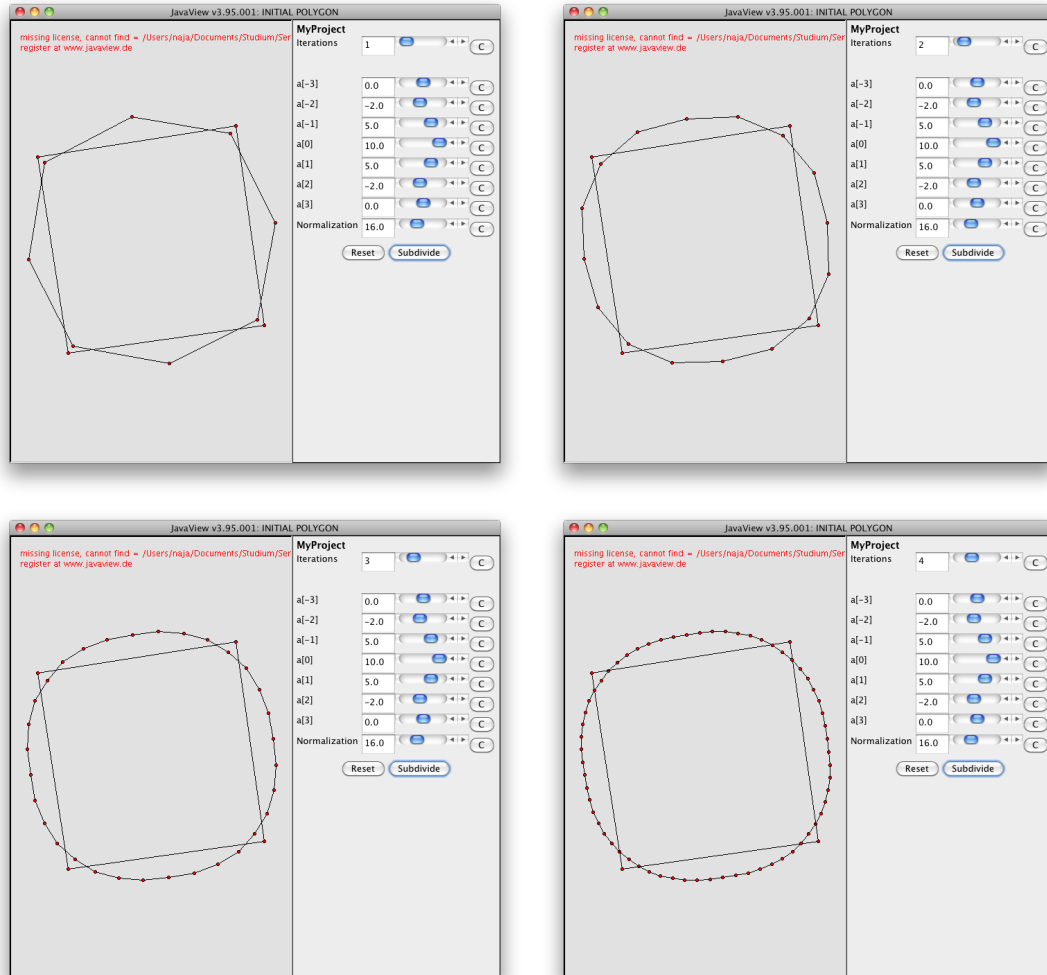 JavaView v3.95.001: INITIAL POLYGON
missing license, cannot find = /Users/naja/Documents/Studium/Ser
register at www.javaview.de
MyProject
Iterations 1 C
a[-3] 0.0 C
a[-2] -2.0 C
a[-1] 5.0 C
a[0] 10.0 C
a[1] 5.0 C
a[2] -2.0 C
a[3] 0.0 C
Normalization 16.0 C
Reset Subdivide
JavaView v3.95.001: INITIAL POLYGON
missing license, cannot find = /Users/naja/Documents/Studium/Ser
register at www.javaview.de
MyProject
Iterations 2 C
a[-3] 0.0 C
a[-2] -2.0 C
a[-1] 5.0 C
a[0] 10.0 C
a[1] 5.0 C
a[2] -2.0 C
a[3] 0.0 C
Normalization 16.0 C
Reset Subdivide
JavaView v3.95.001: INITIAL POLYGON
missing license, cannot find = /Users/naja/Documents/Studium/Ser
register at www.javaview.de
MyProject
Iterations 3 C
a[-3] 0.0 C
a[-2] -2.0 C
a[-1] 5.0 C
a[0] 10.0 C
a[1] 5.0 C
a[2] -2.0 C
a[3] 0.0 C
Normalization 16.0 C
Reset Subdivide
JavaView v3.95.001: INITIAL POLYGON
missing license, cannot find = /Users/naja/Documents/Studium/Ser
register at www.javaview.de
MyProject
Iterations 4 C
a[-3] 0.0 C
a[-2] -2.0 C
a[-1] 5.0 C
a[0] 10.0 C
a[1] 5.0 C
a[2] -2.0 C
a[3] 0.0 C
Normalization 16.0 C
Reset Subdivide